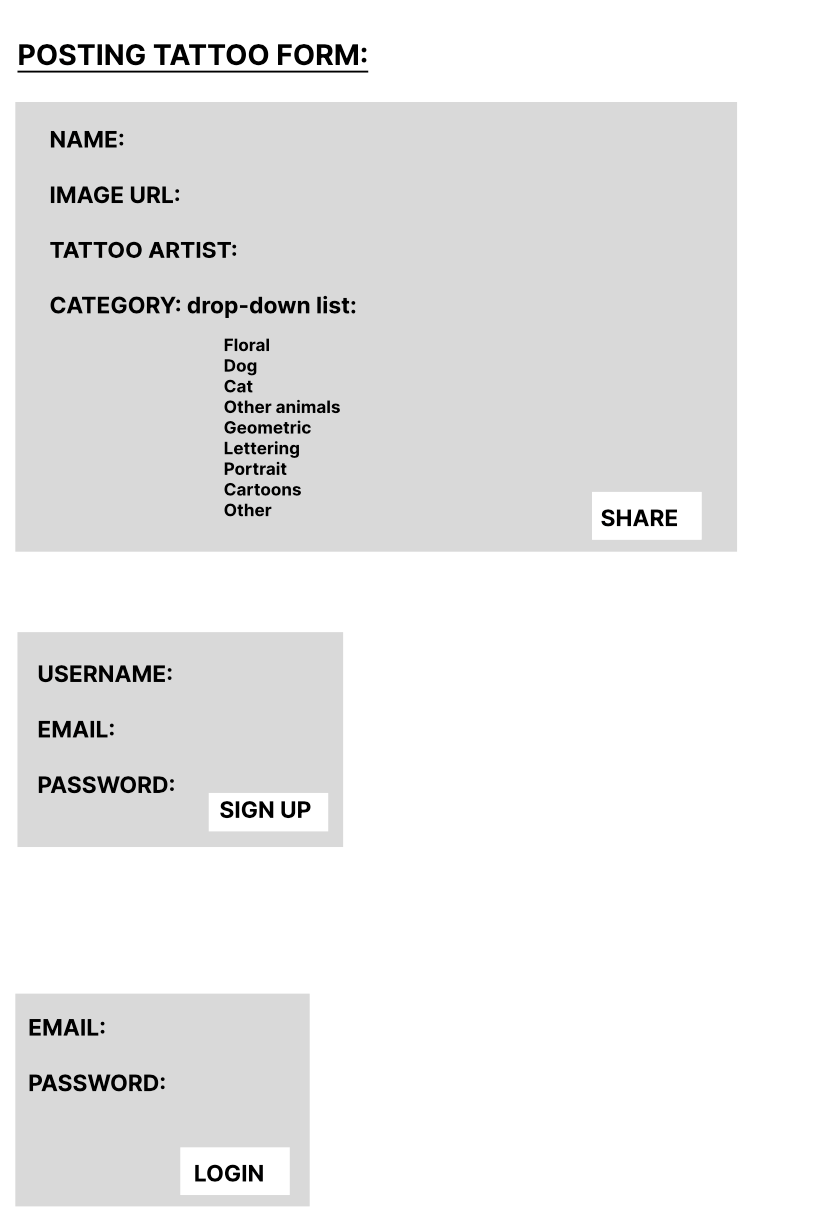 POSTING TATTOO FORM:
NAME:
IMAGE URL:
TATTOO ARTIST:
CATEGORY: drop-down list:
Floral
Dog
Cat
Other animals
Geometric
Lettering
Portrait
Cartoons
Other
SHARE
USERNAME:
EMAIL:
PASSWORD:
SIGN UP
EMAIL:
PASSWORD:
LOGIN